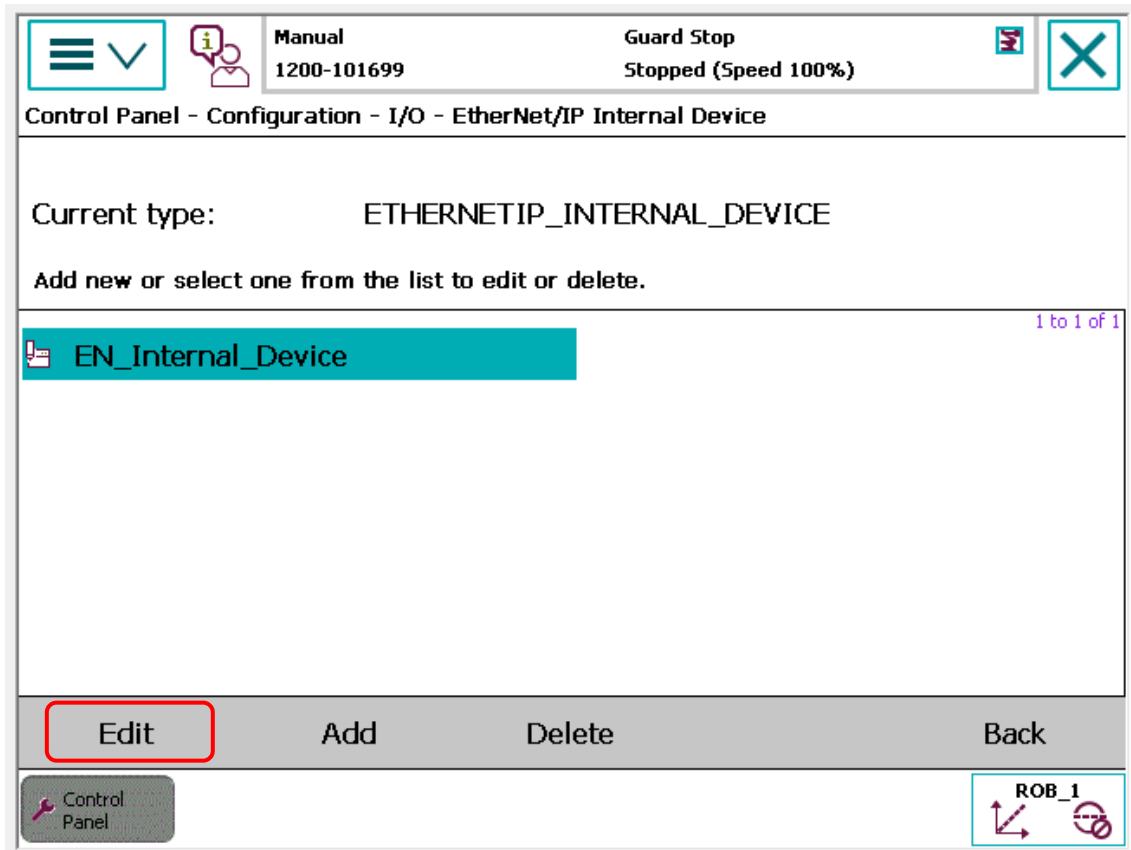 Manual
Guard Stop
1200-101699
Stopped (Speed 100%)
Control Panel - Configuration - I/O - EtherNet/IP Internal Device
Current type: ETHERNETIP_INTERNAL_DEVICE
Add new or select one from the list to edit or delete.
1 to 1 of 1
EN_Internal_Device
Edit Add Delete Back
Control
Panel
ROB_1